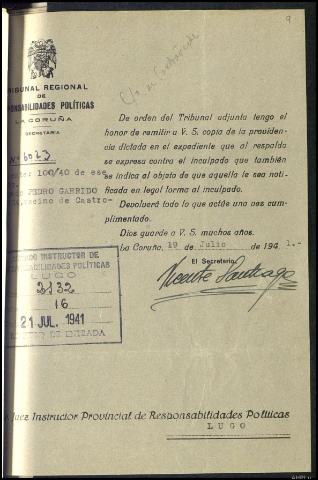 9
C/o de Castroverde
TRIBUNAL REGIONAL
DE
RESPONSABILIDADES POLÍTICAS
LA CORUÑA
SECRETARIA
Nº 6023
100/40 de ese
PEDRO GARRIDO
vecino de Castro-
De orden del Tribunal adjunta tengo el
honor de remitir a V. S. copia de la providen-
cia dictada en el expediente que al respaldo
se expresa contra el inculpado que también
se indica al objeto de que aquella le sea noti-
ficada en legal forma al inculpado.
Devolverá todo lo que actúe una vez cum-
plimentado.
Dios guarde a V. S. muchos años.
La Coruña, 19 de Julio de 1941.-
El Secretario,
Vicente Santiago
INSTRUCTOR DE
RESPONSABILIDADES POLÍTICAS
LUGO
2132
16
21 JUL. 1941
DE ENTRADA
Juez Instructor Provincial de Responsabilidades Políticas
LUGO